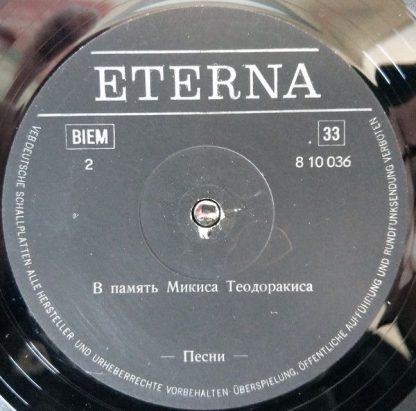 ETERNA
BIEM
33
2
8 10 036
В память Микиса Теодоракиса
— Песни —
VEB DEUTSCHE SCHALLPLATTEN ALLE HERSTELLER UND URHEBERRECHTE VORBEHALTEN ÜBERSPIELUNG, ÖFFENTLICHE AUFFÜHRUNG UND RUNDFUNKSENDUNG VERBOTEN